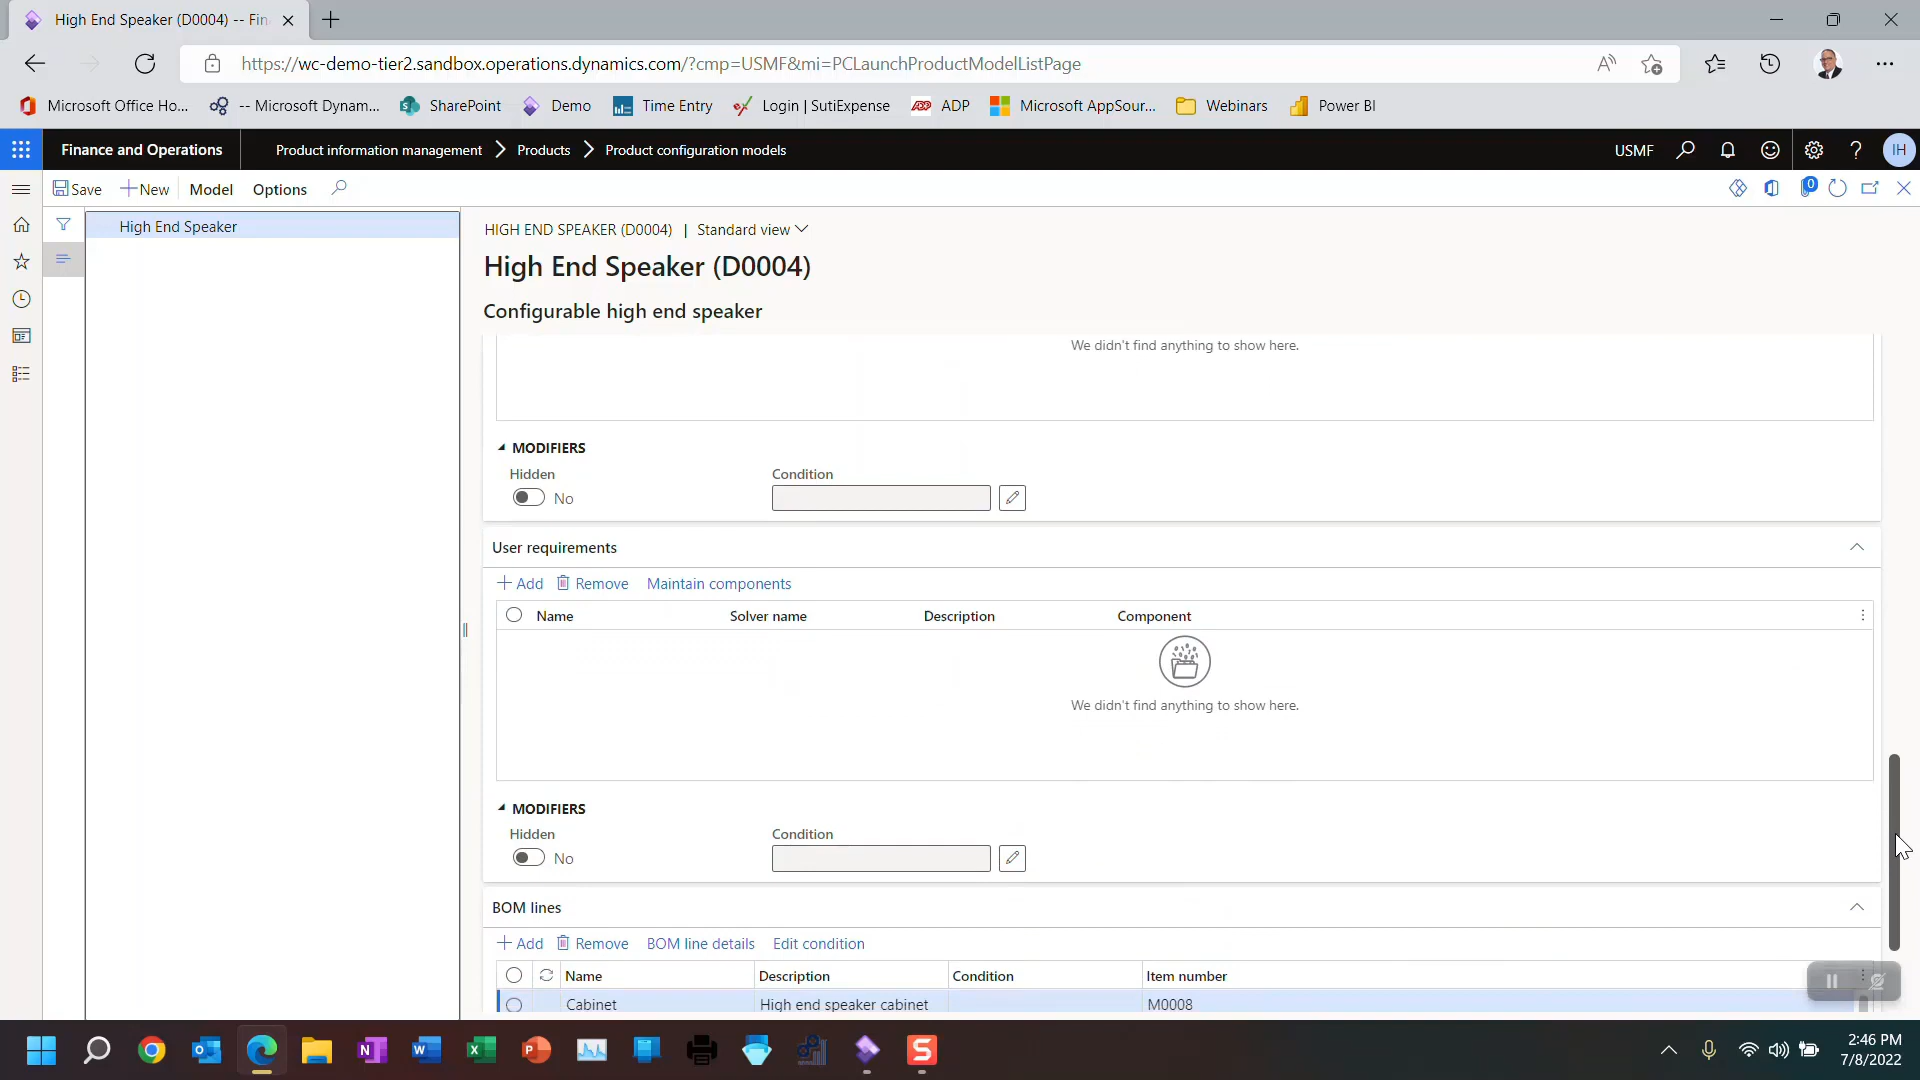 High End Speaker (D0004) -- Fin
https://wc-demo-tier2.sandbox.operations.dynamics.com/?cmp=USMF&mi=PCLaunchProductModelListPage
Microsoft Office Ho...
-- Microsoft Dynam...
SharePoint
Demo
Time Entry
Login | SutiExpense
ADP
Microsoft AppSour...
Webinars
Power BI
Finance and Operations
Product information management
Products
Product configuration models
USMF
?
IH
Save
New
Model
Options
0
High End Speaker
HIGH END SPEAKER (D0004) | Standard view
High End Speaker (D0004)
Configurable high end speaker
We didn't find anything to show here.
MODIFIERS
Hidden
Condition
No
User requirements
Add
Remove
Maintain components
Name
Solver name
Description
Component
We didn't find anything to show here.
MODIFIERS
Hidden
Condition
No
BOM lines
Add
Remove
BOM line details
Edit condition
Name
Description
Condition
Item number
Cabinet
High end speaker cabinet
M0008
2:46 PM
7/8/2022